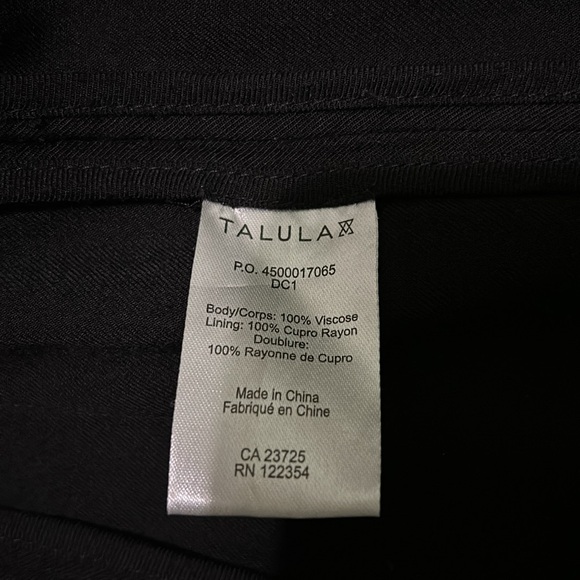 TALULA
P.O. 4500017065
DC1
Body/Corps: 100% Viscose
Lining: 100% Cupro Rayon
Doublure:
100% Rayonne de Cupro
Made in China
Fabriqué en Chine
CA 23725
RN 122354